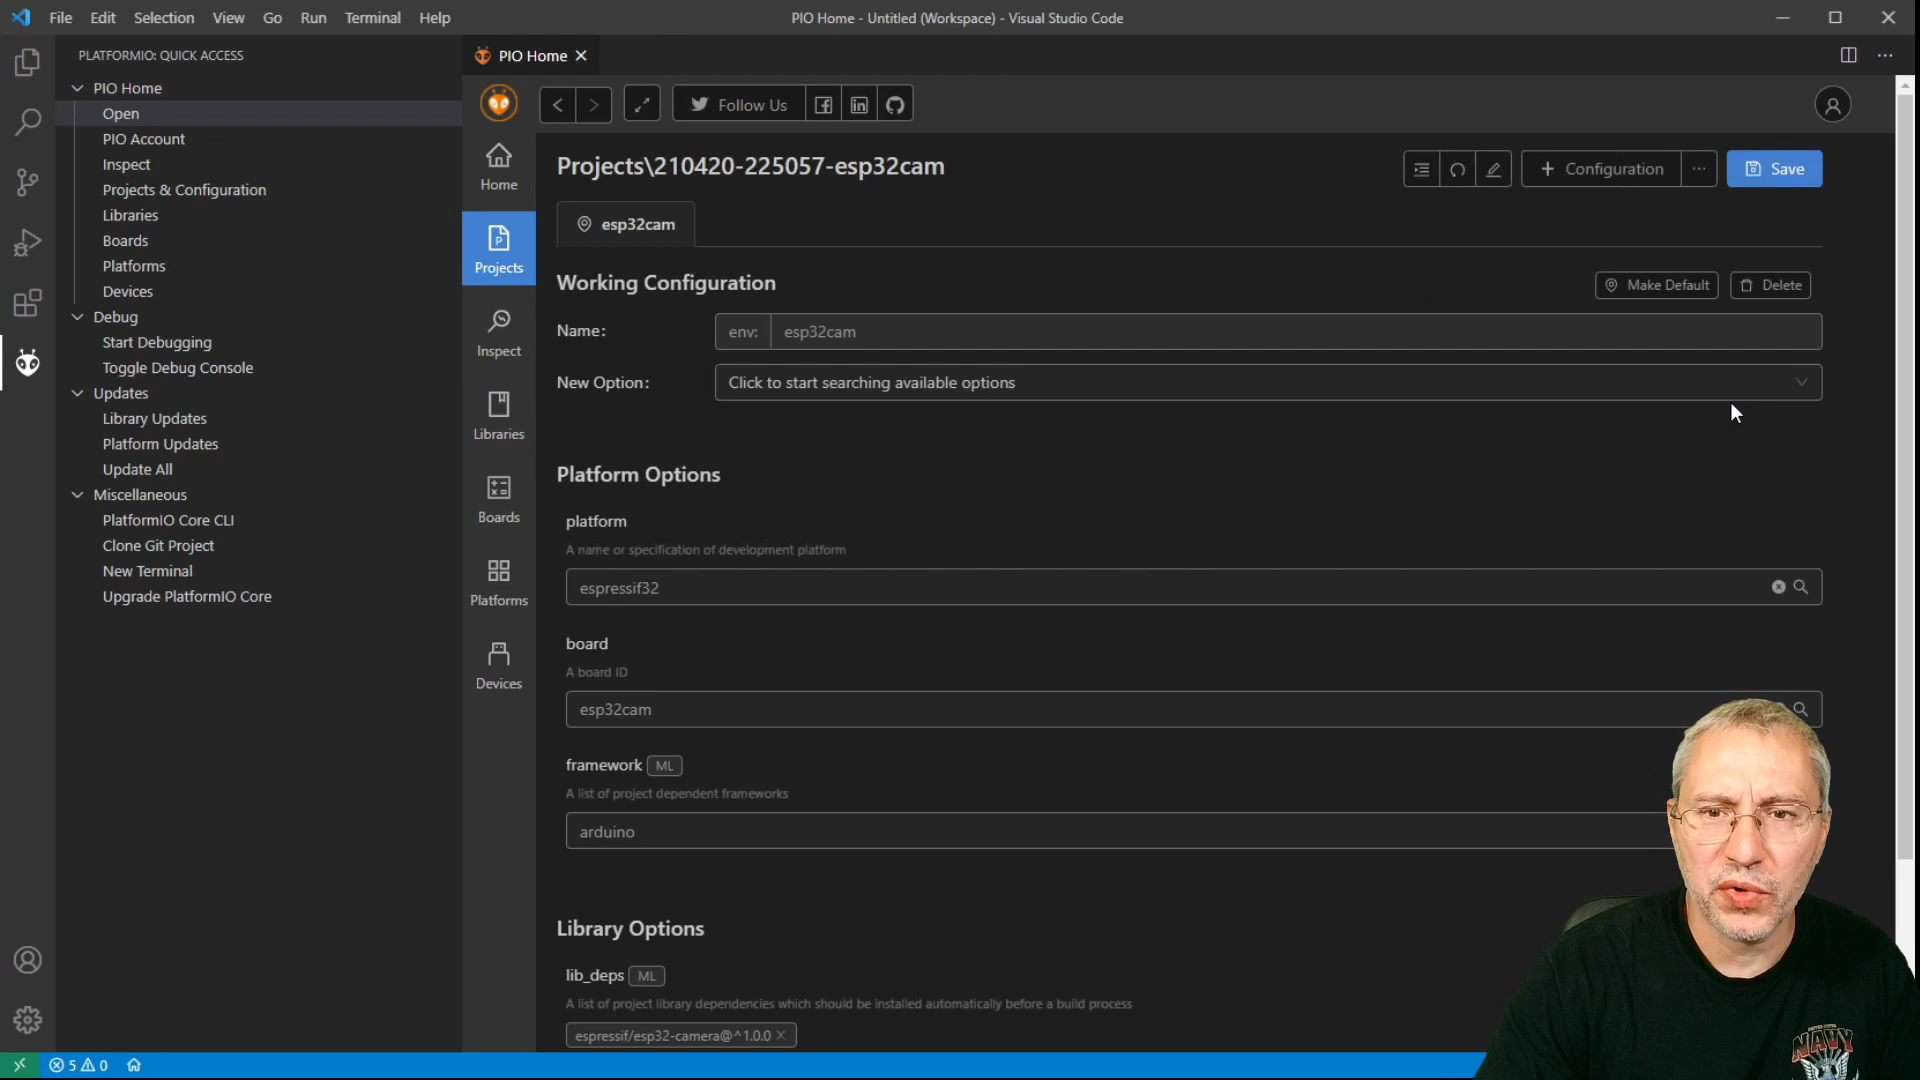 File Edit Selection View Go Run Terminal Help
PIO Home - Untitled (Workspace) - Visual Studio Code
PLATFORMIO: QUICK ACCESS
PIO Home
Open
PIO Account
Inspect
Projects & Configuration
Libraries
Boards
Platforms
Devices
Debug
Start Debugging
Toggle Debug Console
Updates
Library Updates
Platform Updates
Update All
Miscellaneous
PlatformIO Core CLI
Clone Git Project
New Terminal
Upgrade PlatformIO Core
PIO Home
Follow Us
Home
Projects
Inspect
Libraries
Boards
Platforms
Devices
Projects\210420-225057-esp32cam
+ Configuration
···
Save
esp32cam
Working Configuration
Make Default
Delete
Name:
env: esp32cam
New Option:
Click to start searching available options
Platform Options
platform
A name or specification of development platform
espressif32
board
A board ID
esp32cam
framework ML
A list of project dependent frameworks
arduino
Library Options
lib_deps ML
A list of project library dependencies which should be installed automatically before a build process
espressif/esp32-camera@^1.0.0
5 0
NAVY